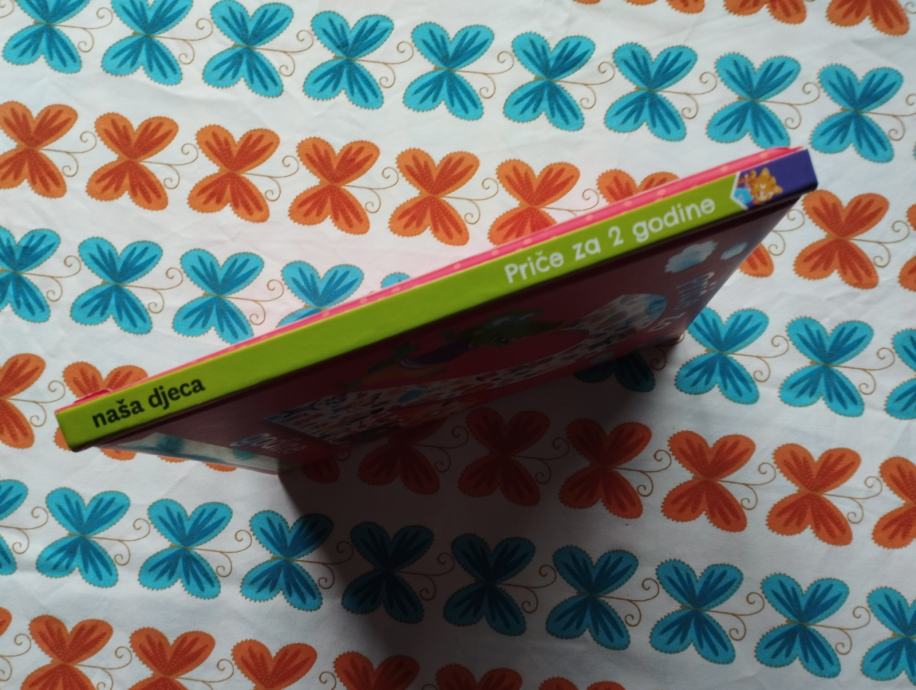 naša djeca
Priče za 2 godine